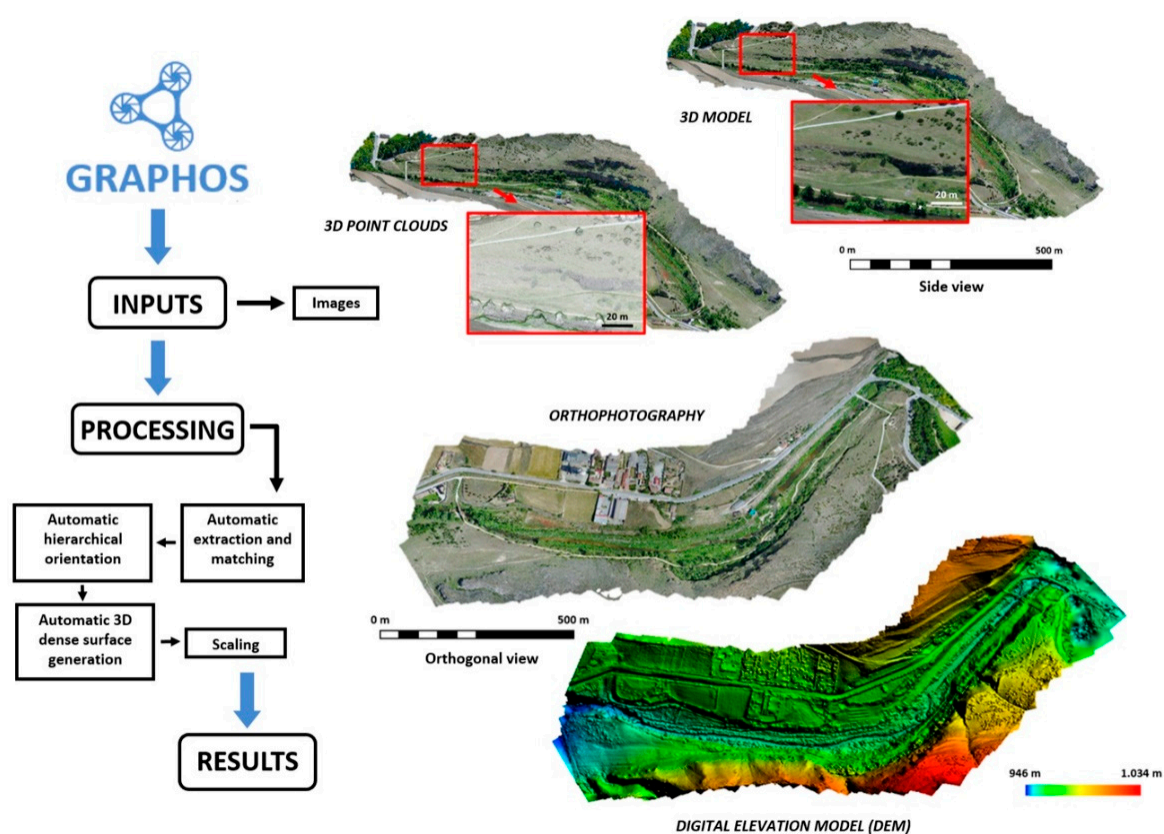 GRAPHOS
INPUTS
Images
PROCESSING
Automatic
hierarchical
orientation
Automatic
extraction and
matching
Automatic 3D
dense surface
generation
Scaling
RESULTS
3D MODEL
20 m
3D POINT CLOUDS
20 m
0 m
500 m
Side view
ORTHOPHOTOGRAPHY
0 m
500 m
Orthogonal view
946 m
1.034 m
DIGITAL ELEVATION MODEL (DEM)